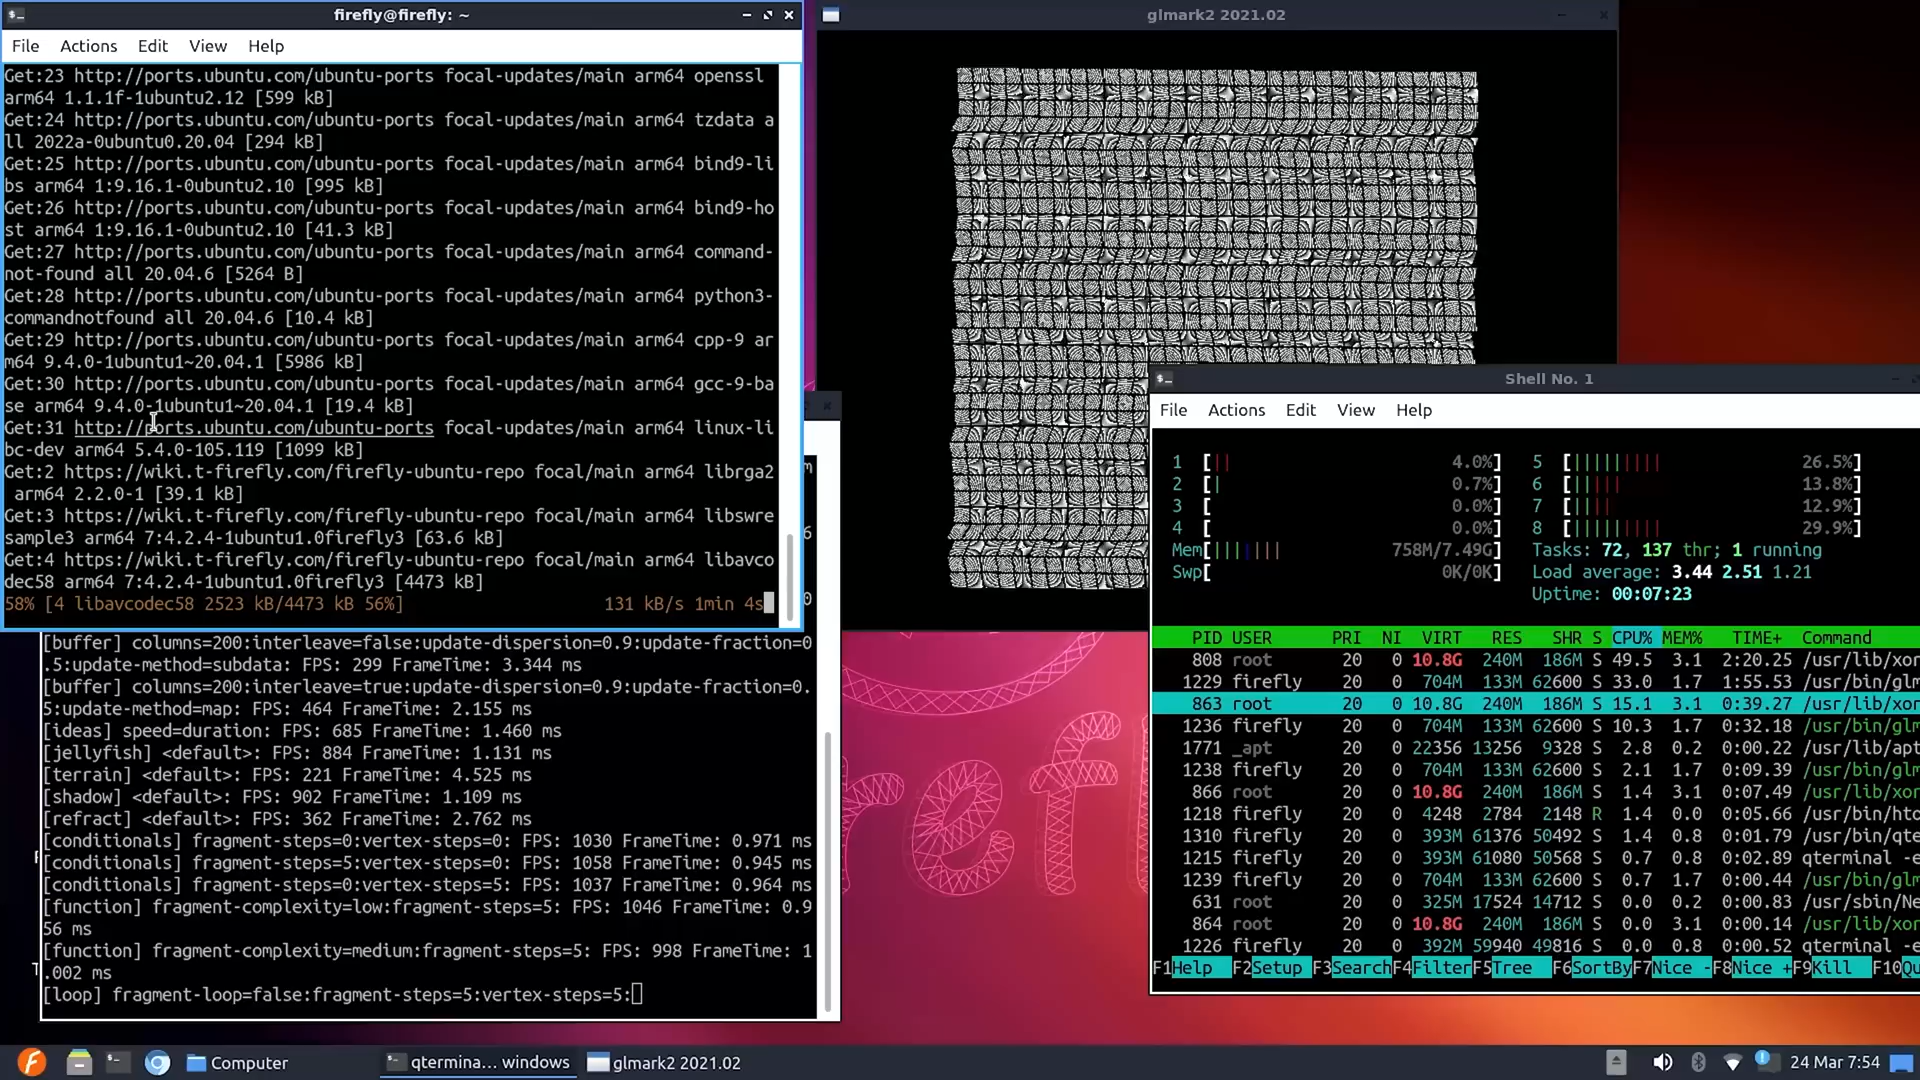 firefly@firefly: ~
File Actions Edit View Help
Get:23 http://ports.ubuntu.com/ubuntu-ports focal-updates/main arm64 openssl
arm64 1.1.1f-1ubuntu2.12 [599 kB]
Get:24 http://ports.ubuntu.com/ubuntu-ports focal-updates/main arm64 tzdata a
ll 2022a-0ubuntu0.20.04 [294 kB]
Get:25 http://ports.ubuntu.com/ubuntu-ports focal-updates/main arm64 bind9-li
bs arm64 1:9.16.1-0ubuntu2.10 [995 kB]
Get:26 http://ports.ubuntu.com/ubuntu-ports focal-updates/main arm64 bind9-ho
st arm64 1:9.16.1-0ubuntu2.10 [41.3 kB]
Get:27 http://ports.ubuntu.com/ubuntu-ports focal-updates/main arm64 command-
not-found all 20.04.6 [5264 B]
Get:28 http://ports.ubuntu.com/ubuntu-ports focal-updates/main arm64 python3-
commandnotfound all 20.04.6 [10.4 kB]
Get:29 http://ports.ubuntu.com/ubuntu-ports focal-updates/main arm64 cpp-9 ar
m64 9.4.0-1ubuntu1~20.04.1 [5986 kB]
Get:30 http://ports.ubuntu.com/ubuntu-ports focal-updates/main arm64 gcc-9-ba
se arm64 9.4.0-1ubuntu1~20.04.1 [19.4 kB]
Get:31 http://ports.ubuntu.com/ubuntu-ports focal-updates/main arm64 linux-li
bc-dev arm64 5.4.0-105.119 [1099 kB]
Get:2 https://wiki.t-firefly.com/firefly-ubuntu-repo focal/main arm64 librga2
arm64 2.2.0-1 [39.1 kB]
Get:3 https://wiki.t-firefly.com/firefly-ubuntu-repo focal/main arm64 libswre
sample3 arm64 7:4.2.4-1ubuntu1.0firefly3 [63.6 kB]
Get:4 https://wiki.t-firefly.com/firefly-ubuntu-repo focal/main arm64 libavco
dec58 arm64 7:4.2.4-1ubuntu1.0firefly3 [4473 kB]
58% [4 libavcodec58 2523 kB/4473 kB 56%] 131 kB/s 1min 4s
[buffer] columns=200:interleave=false:update-dispersion=0.9:update-fraction=0
.5:update-method=subdata: FPS: 299 FrameTime: 3.344 ms
[buffer] columns=200:interleave=true:update-dispersion=0.9:update-fraction=0.
5:update-method=map: FPS: 464 FrameTime: 2.155 ms
[ideas] speed=duration: FPS: 685 FrameTime: 1.460 ms
[jellyfish] <default>: FPS: 884 FrameTime: 1.131 ms
[terrain] <default>: FPS: 221 FrameTime: 4.525 ms
[shadow] <default>: FPS: 902 FrameTime: 1.109 ms
[refract] <default>: FPS: 362 FrameTime: 2.762 ms
[conditionals] fragment-steps=0:vertex-steps=0: FPS: 1030 FrameTime: 0.971 ms
[conditionals] fragment-steps=5:vertex-steps=0: FPS: 1058 FrameTime: 0.945 ms
[conditionals] fragment-steps=0:vertex-steps=5: FPS: 1037 FrameTime: 0.964 ms
[function] fragment-complexity=low:fragment-steps=5: FPS: 1046 FrameTime: 0.9
56 ms
[function] fragment-complexity=medium:fragment-steps=5: FPS: 998 FrameTime: 1
.002 ms
[loop] fragment-loop=false:fragment-steps=5:vertex-steps=5:
glmark2 2021.02
Shell No. 1
File Actions Edit View Help
1 [|| 4.0%] 5 [||||||||| 26.5%]
2 [| 0.7%] 6 [||||| 13.8%]
3 [ 0.0%] 7 [|||| 12.9%]
4 [ 0.0%] 8 [||||||||| 29.9%]
Mem[||||||| 758M/7.49G] Tasks: 72, 137 thr; 1 running
Swp[ 0K/0K] Load average: 3.44 2.51 1.21
Uptime: 00:07:23
PID USER PRI NI VIRT RES SHR S CPU% MEM% TIME+ Command
808 root 20 0 10.8G 240M 186M S 49.5 3.1 2:20.25 /usr/lib/xor
1229 firefly 20 0 704M 133M 62600 S 33.0 1.7 1:55.53 /usr/bin/glm
863 root 20 0 10.8G 240M 186M S 15.1 3.1 0:39.27 /usr/lib/xor
1236 firefly 20 0 704M 133M 62600 S 10.3 1.7 0:32.18 /usr/bin/glm
1771 _apt 20 0 22356 13256 9328 S 2.8 0.2 0:00.22 /usr/lib/apt
1238 firefly 20 0 704M 133M 62600 S 2.1 1.7 0:09.39 /usr/bin/glm
866 root 20 0 10.8G 240M 186M S 1.4 3.1 0:07.49 /usr/lib/xor
1218 firefly 20 0 4248 2784 2148 R 1.4 0.0 0:05.66 /usr/bin/hto
1310 firefly 20 0 393M 61376 50492 S 1.4 0.8 0:01.79 /usr/bin/qte
1215 firefly 20 0 393M 61080 50568 S 0.7 0.8 0:02.89 qterminal -e
1239 firefly 20 0 704M 133M 62600 S 0.7 1.7 0:00.44 /usr/bin/glm
631 root 20 0 325M 17524 14712 S 0.0 0.2 0:00.83 /usr/sbin/Ne
864 root 20 0 10.8G 240M 186M S 0.0 3.1 0:00.14 /usr/lib/xor
1226 firefly 20 0 392M 59940 49816 S 0.0 0.8 0:00.52 qterminal -e
F1Help F2Setup F3SearchF4FilterF5Tree F6SortByF7Nice -F8Nice +F9Kill F10Qu
Computer qtermina... windows glmark2 2021.02 24 Mar 7:54